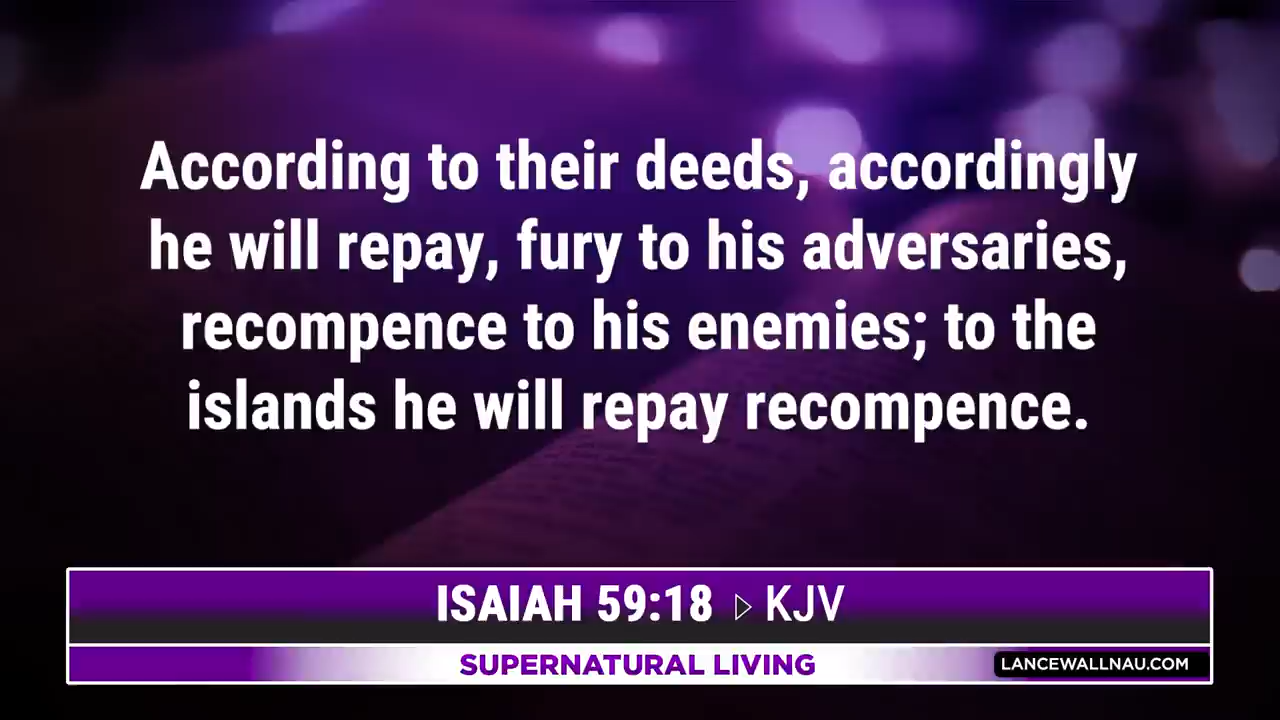 According to their deeds, accordingly
he will repay, fury to his adversaries,
recompence to his enemies; to the
islands he will repay recompence.
ISAIAH 59:18 ▷ KJV
SUPERNATURAL LIVING
LANCEWALLNAU.COM